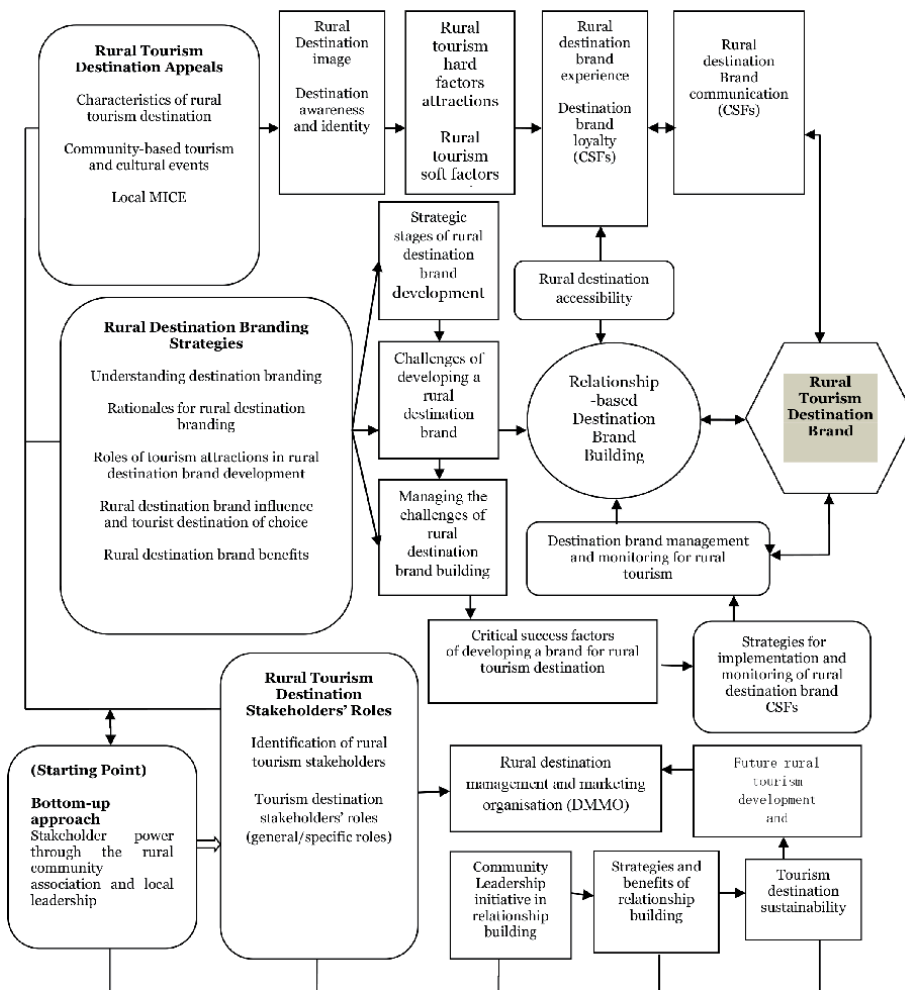 Rural Tourism
Destination Appeals
Characteristics of rural
tourism destination
Community-based tourism
and cultural events
Local MICE
Rural
Destination
image
Destination
awareness
and identity
Rural
tourism
hard
factors
attractions
Rural
tourism
soft factors
Rural
destination
brand
experience
Destination
brand
loyalty
(CSFs)
Rural
destination
Brand
communication
(CSFs)
Strategic
stages of rural
destination
brand
development
Rural destination
accessibility
Rural Destination Branding
Strategies
Understanding destination branding
Rationales for rural destination
branding
Roles of tourism attractions in rural
destination brand development
Rural destination brand influence
and tourist destination of choice
Rural destination brand benefits
Challenges of
developing a
rural
destination
brand
Relationship
-based
Destination
Brand
Building
Rural
Tourism
Destination
Brand
Managing the
challenges of
rural
destination
brand building
Destination brand management
and monitoring for rural
tourism
Critical success factors
of developing a brand for rural
tourism destination
Strategies for
implementation and
monitoring of rural
destination brand
CSFs
Rural Tourism
Destination
Stakeholders’ Roles
Identification of rural
tourism stakeholders
Tourism destination
stakeholders’ roles
(general/specific roles)
(Starting Point)
Bottom-up
approach
Stakeholder power
through the rural
community
association and local
leadership
Rural destination
management and marketing
organisation (DMMO)
Future rural
tourism
development and
Community
Leadership
initiative in
relationship
building
Strategies and
benefits of
relationship
building
Tourism
destination
sustainability